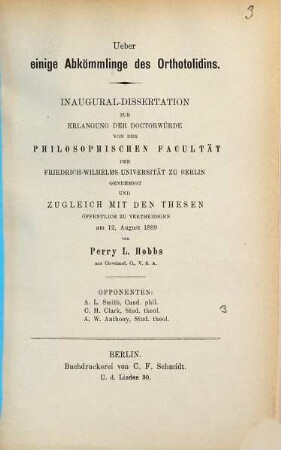 3
Ueber
einige Abkömmlinge des Orthotolidins.
INAUGURAL-DISSERTATION
ZUR
ERLANGUNG DER DOCTORWÜRDE
VON DER
PHILOSOPHISCHEN FACULTÄT
DER
FRIEDRICH-WILHELMS-UNIVERSITÄT ZU BERLIN
GENEHMIGT
UND
ZUGLEICH MIT DEN THESEN
ÖFFENTLICH ZU VERTHEIDIGEN
am 12. August 1889
von
Perry L. Hobbs
aus Cleveland, O., V. S. A.
OPPONENTEN:
A. L. Smith, Cand. phil.
C. H. Clark, Stud. theol.
A. W. Anthony, Stud. theol.
3
BERLIN.
Buchdruckerei von C. F. Schmidt.
U. d. Linden 30.